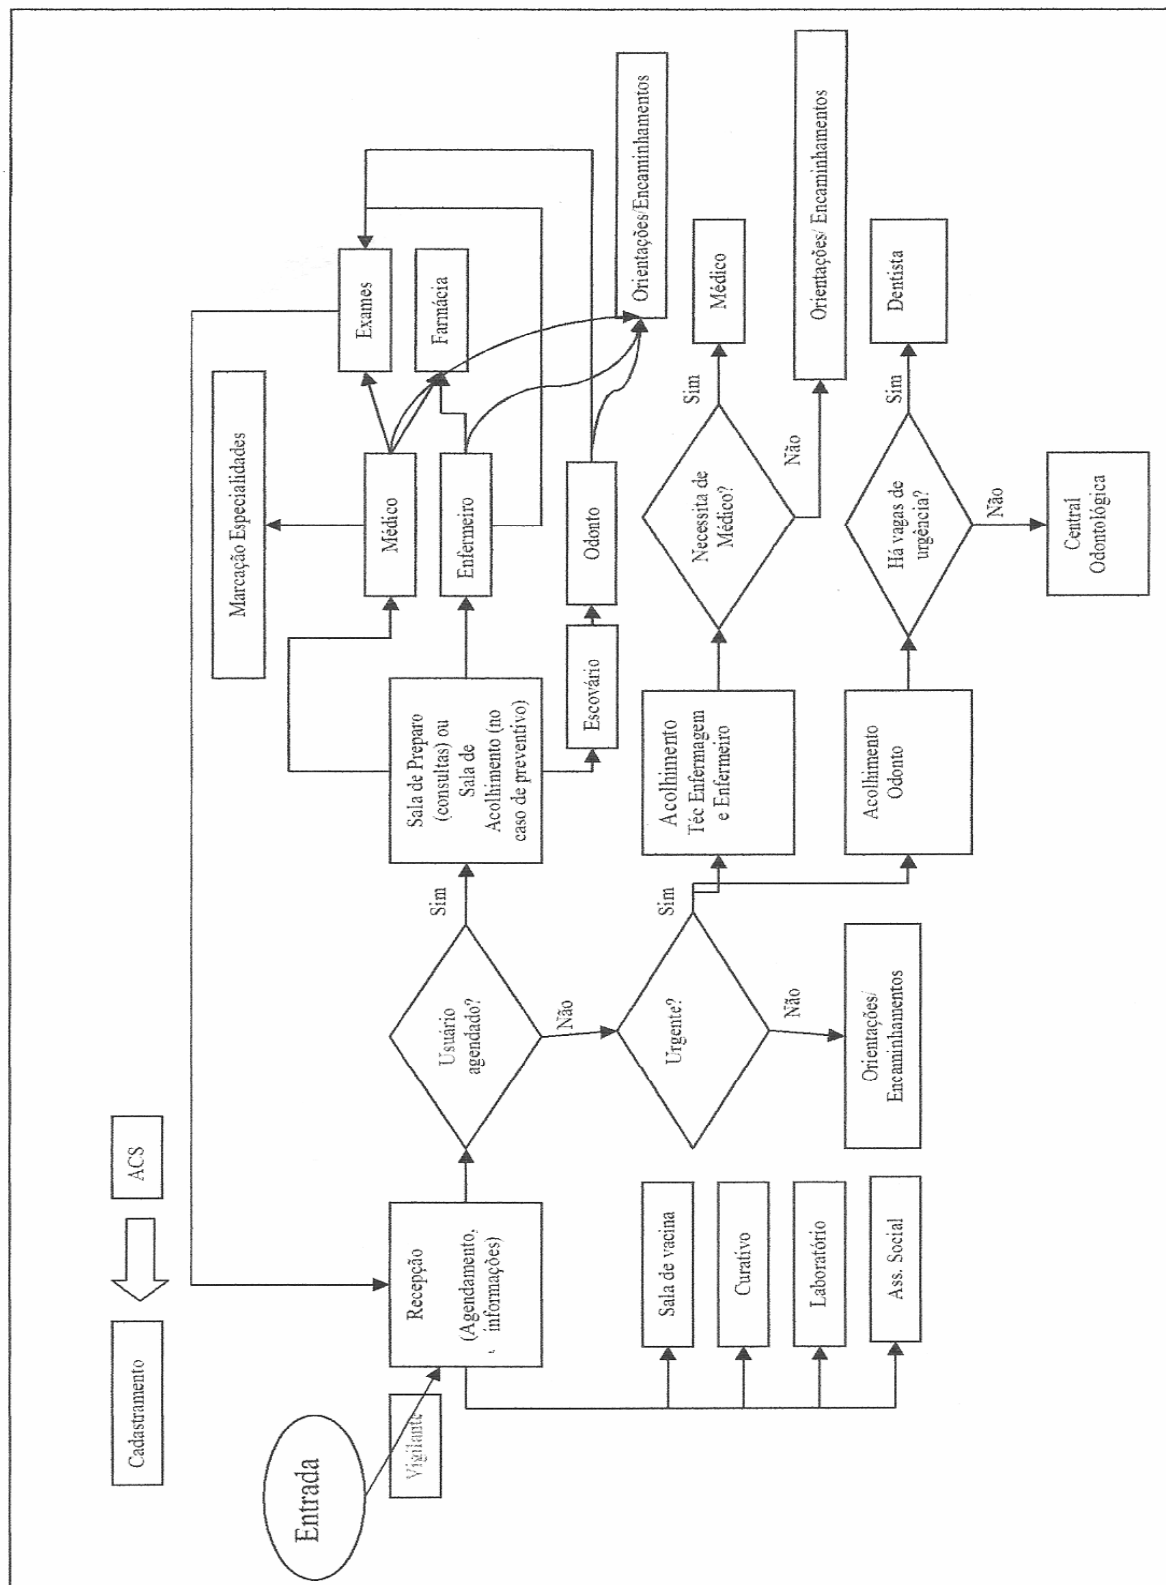 Cadastramento
ACS
Entrada
Vigilante
Recepção
(Agendamento,
informações)
Sala de vacina
Curativo
Laboratório
Ass. Social
Usuário
agendado?
Sim
Não
Urgente?
Sim
Não
Orientações/
Encaminhamentos
Sala de Preparo
(consultas) ou
Sala de
Acolhimento (no
caso de preventivo)
Escovário
Marcação Especialidades
Médico
Enfermeiro
Odonto
Exames
Farmácia
Orientações/Encaminhamentos
Acolhimento
Téc Enfermagem
e Enfermeiro
Necessita de
Médico?
Sim
Médico
Não
Orientações/ Encaminhamentos
Acolhimento
Odonto
Há vagas de
urgência?
Sim
Dentista
Não
Central
Odontológica